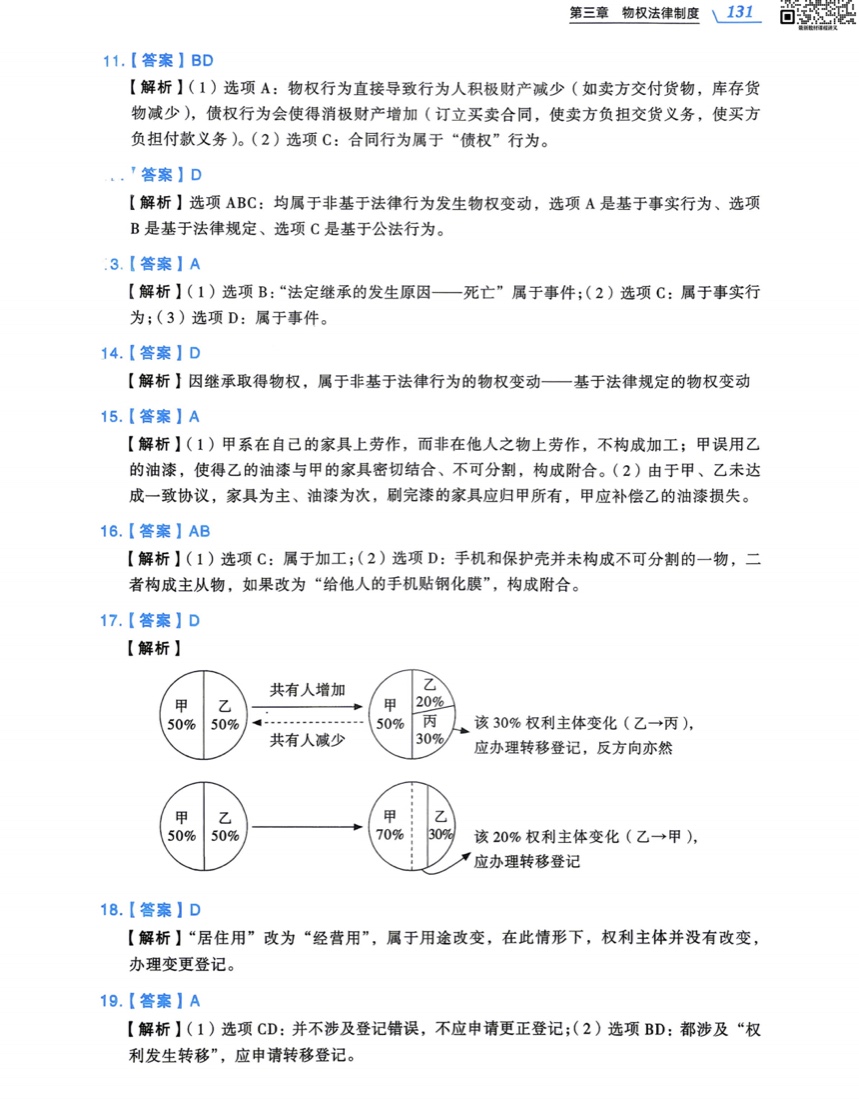 第三章 物权法律制度 131
11.【答案】BD
【解析】(1)选项 A：物权行为直接导致行为人积极财产减少（如卖方交付货物，库存货
物减少），债权行为会使得消极财产增加（订立买卖合同，使卖方负担交货义务，使买方
负担付款义务）。(2)选项 C：合同行为属于“债权”行为。
答案】D
【解析】选项 ABC：均属于非基于法律行为发生物权变动，选项 A 是基于事实行为、选项
B 是基于法律规定、选项 C 是基于公法行为。
3.【答案】A
【解析】(1)选项 B：“法定继承的发生原因——死亡”属于事件；(2)选项 C：属于事实行
为；(3)选项 D：属于事件。
14.【答案】D
【解析】因继承取得物权，属于非基于法律行为的物权变动——基于法律规定的物权变动
15.【答案】A
【解析】(1)甲系在自己的家具上劳作，而非在他人之物上劳作，不构成加工；甲误用乙
的油漆，使得乙的油漆与甲的家具密切结合、不可分割，构成附合。(2)由于甲、乙未达
成一致协议，家具为主、油漆为次，刷完漆的家具应归甲所有，甲应补偿乙的油漆损失。
16.【答案】AB
【解析】(1)选项 C：属于加工；(2)选项 D：手机和保护壳并未构成不可分割的一物，二
者构成主从物，如果改为“给他人的手机贴钢化膜”，构成附合。
17.【答案】D
【解析】
甲 50% 乙 50%
共有人增加
共有人减少
甲 50% 乙 20% 丙 30%
该 30% 权利主体变化（乙→丙），
应办理转移登记，反方向亦然
甲 50% 乙 50%
甲 70% 乙 30%
该 20% 权利主体变化（乙→甲），
应办理转移登记
18.【答案】D
【解析】“居住用”改为“经营用”，属于用途改变，在此情形下，权利主体并没有改变，
办理变更登记。
19.【答案】A
【解析】(1)选项 CD：并不涉及登记错误，不应申请更正登记；(2)选项 BD：都涉及“权
利发生转移”，应申请转移登记。